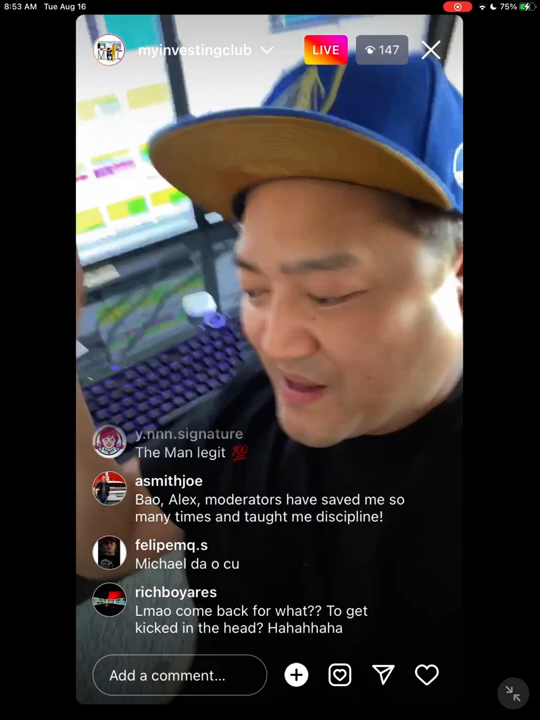 8:53 AM Tue Aug 16
75%
myinvestingclub
LIVE
147
y.nnn.signature
The Man legit 💯
asmithjoe
Bao, Alex, moderators have saved me so
many times and taught me discipline!
felipemq.s
Michael da o cu
richboyares
Lmao come back for what?? To get
kicked in the head? Hahahhaha
Add a comment...